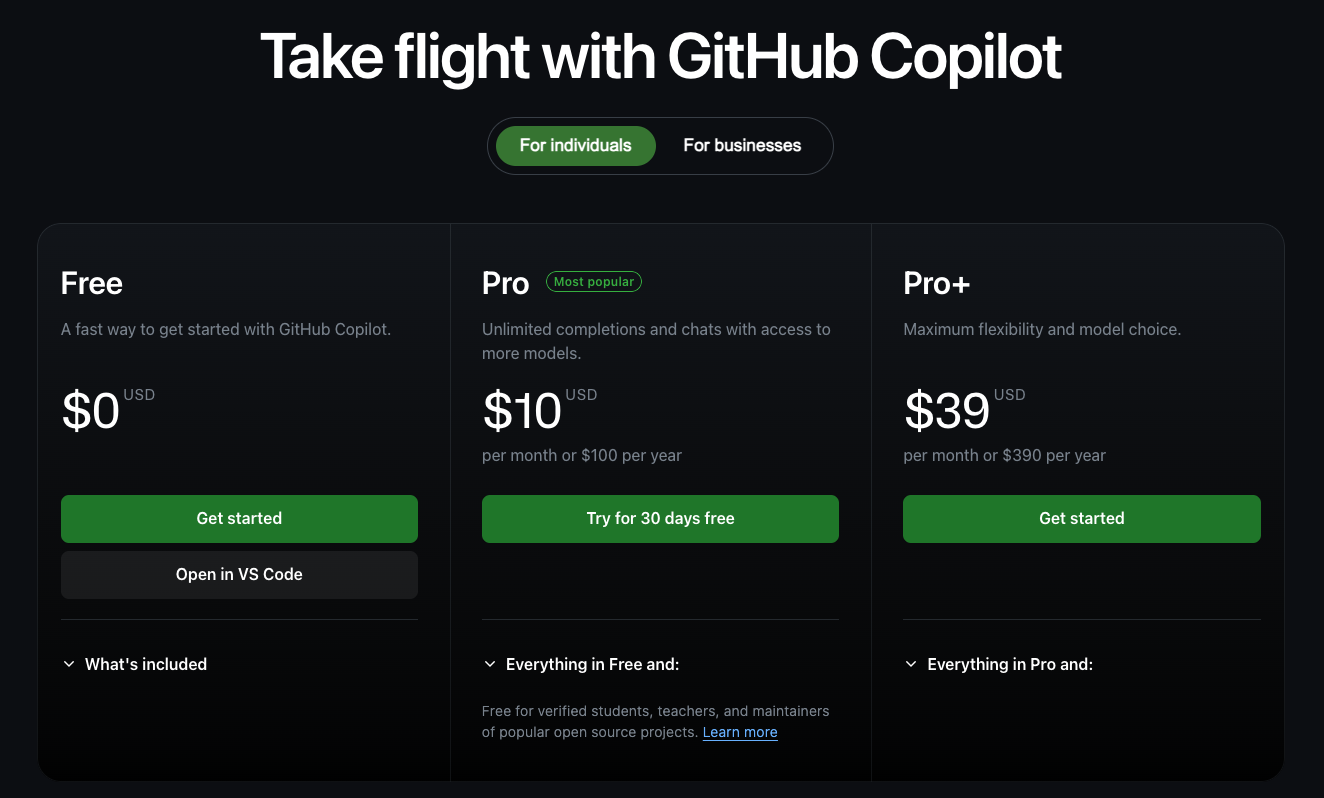 Take flight with GitHub Copilot
For individuals
For businesses
Free
A fast way to get started with GitHub Copilot.
$0 USD
Get started
Open in VS Code
What's included
Pro
Most popular
Unlimited completions and chats with access to
more models.
$10 USD
per month or $100 per year
Try for 30 days free
Everything in Free and:
Free for verified students, teachers, and maintainers
of popular open source projects. Learn more
Pro+
Maximum flexibility and model choice.
$39 USD
per month or $390 per year
Get started
Everything in Pro and: